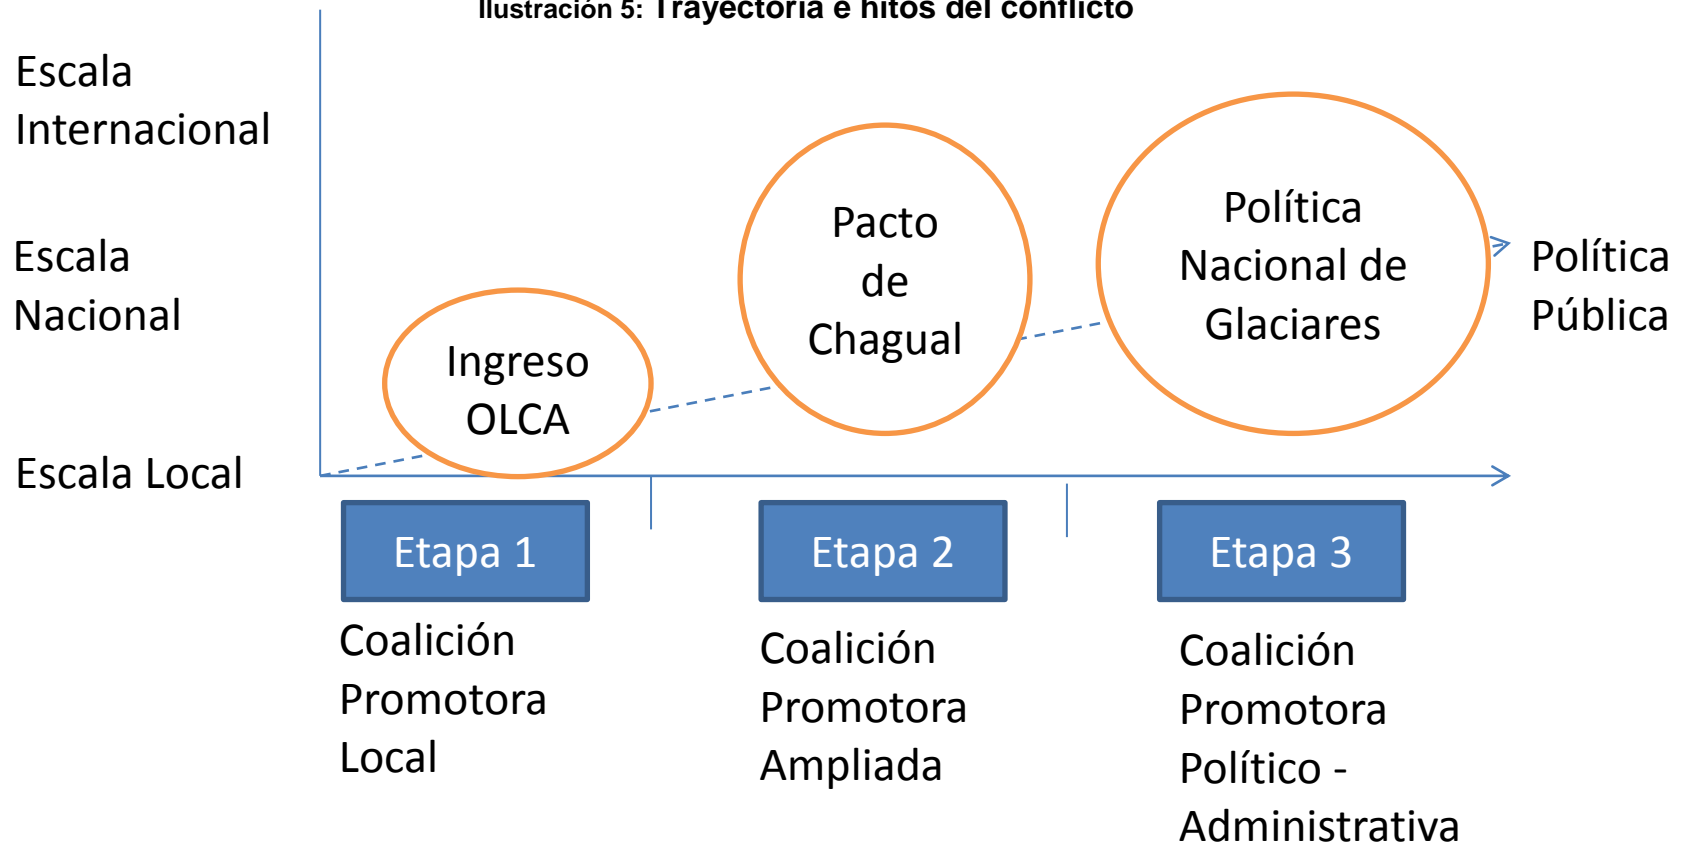 Ilustración 5: Trayectoria e hitos del conflicto
Escala
Internacional
Escala
Nacional
Escala Local
Ingreso
OLCA
Pacto
de
Chagual
Política
Nacional de
Glaciares
Política
Pública
Etapa 1
Etapa 2
Etapa 3
Coalición
Promotora
Local
Coalición
Promotora
Ampliada
Coalición
Promotora
Político -
Administrativa